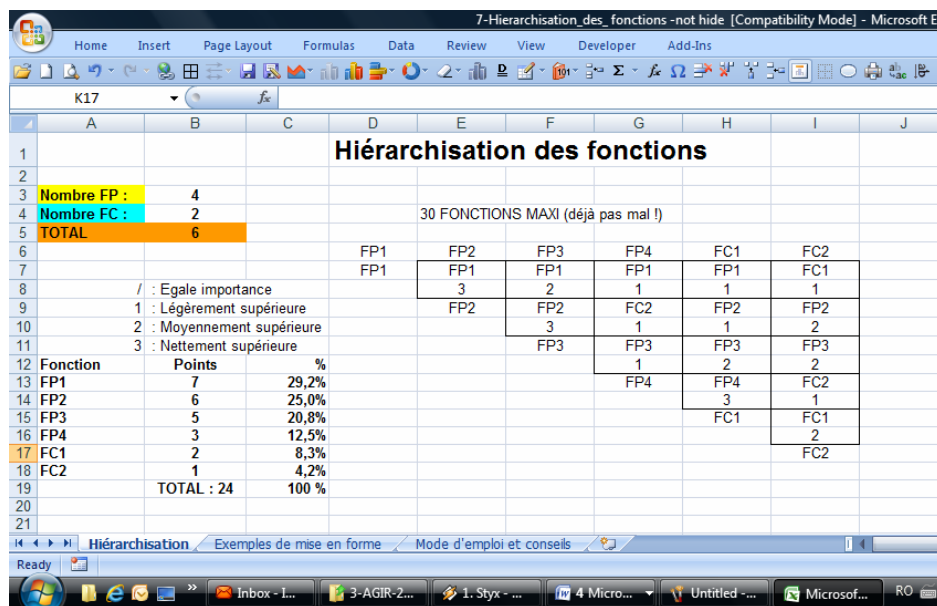 7-Hierarchisation_des_ fonctions -not hide [Compatibility Mode] - Microsoft E
Home Insert Page Layout Formulas Data Review View Developer Add-Ins
K17 fx
A B C D E F G H I J
1 Hiérarchisation des fonctions
2
3 Nombre FP : 4
4 Nombre FC : 2 30 FONCTIONS MAXI (déjà pas mal !)
5 TOTAL 6
6 FP1 FP2 FP3 FP4 FC1 FC2
7 FP1 FP1 FP1 FP1 FP1 FC1
8 / : Egale importance 3 2 1 1 1
9 1 : Légèrement supérieure FP2 FP2 FC2 FP2 FP2
10 2 : Moyennement supérieure 3 1 1 2
11 3 : Nettement supérieure FP3 FP3 FP3 FP3
12 Fonction Points % 1 2 2
13 FP1 7 29,2% FP4 FP4 FC2
14 FP2 6 25,0% 3 1
15 FP3 5 20,8% FC1 FC1
16 FP4 3 12,5% 2
17 FC1 2 8,3% FC2
18 FC2 1 4,2%
19 TOTAL : 24 100 %
20
21
Hiérarchisation Exemples de mise en forme Mode d'emploi et conseils
Ready
Inbox - I... 3-AGIR-2... 1. Styx - ... 4 Micro... Untitled -... Microsof... RO